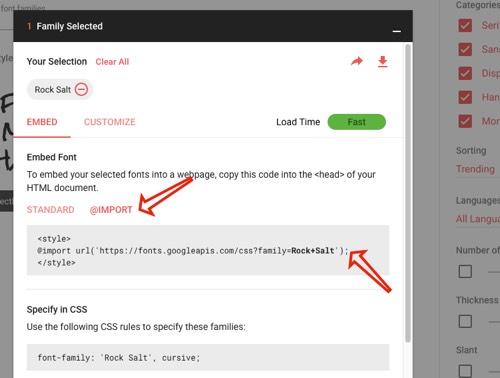 font families
1 Family Selected
Your Selection Clear All
Rock Salt
EMBED CUSTOMIZE Load Time Fast
Embed Font
To embed your selected fonts into a webpage, copy this code into the <head> of your
HTML document.
STANDARD @IMPORT
<style>
@import url('https://fonts.googleapis.com/css?family=Rock+Salt');
</style>
Specify in CSS
Use the following CSS rules to specify these families:
font-family: 'Rock Salt', cursive;
Categories
Seri
San
Disp
Han
Mor
Sorting
Trending
Languages
All Langua
Number of
Thickness
Slant